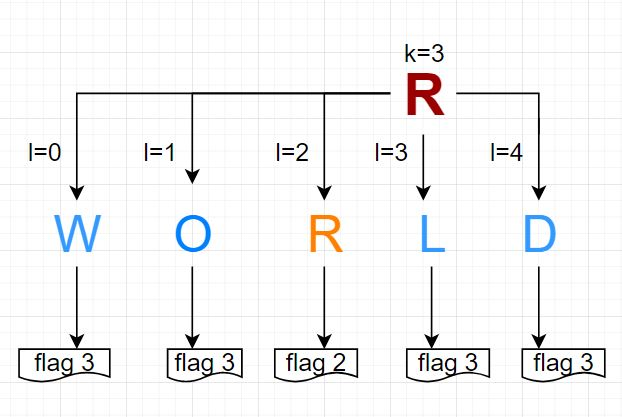 k=3
R
l=0 l=1 l=2 l=3 l=4
W O R L D
flag 3 flag 3 flag 2 flag 3 flag 3